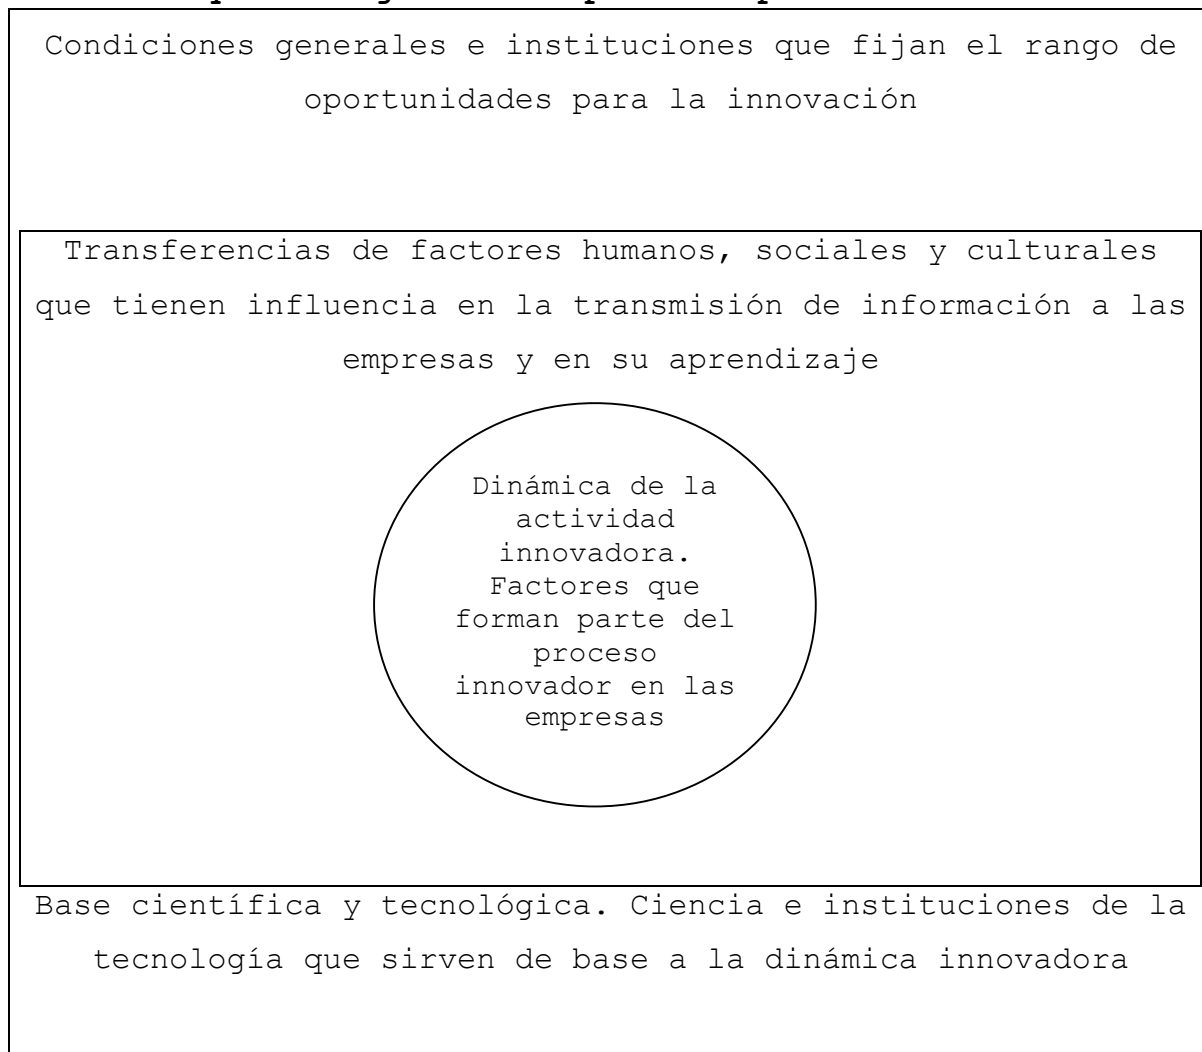 Condiciones generales e instituciones que fijan el rango de
oportunidades para la innovación
Transferencias de factores humanos, sociales y culturales
que tienen influencia en la transmisión de información a las
empresas y en su aprendizaje
Dinámica de la
actividad
innovadora.
Factores que
forman parte del
proceso
innovador en las
empresas
Base científica y tecnológica. Ciencia e instituciones de la
tecnología que sirven de base a la dinámica innovadora